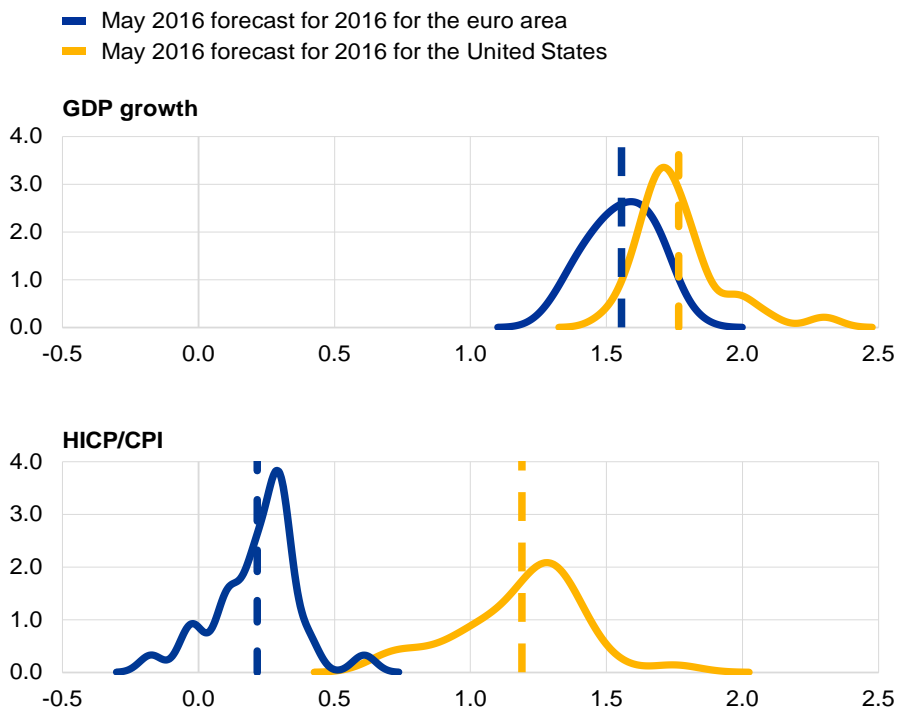 May 2016 forecast for 2016 for the euro area
May 2016 forecast for 2016 for the United States
GDP growth
4.0
3.0
2.0
1.0
0.0
-0.5 0.0 0.5 1.0 1.5 2.0 2.5
HICP/CPI
4.0
3.0
2.0
1.0
0.0
-0.5 0.0 0.5 1.0 1.5 2.0 2.5